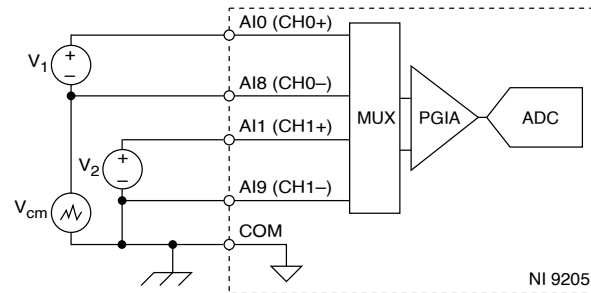 AI0 (CH0+)
V1
+
–
AI8 (CH0–)
MUX
PGIA
ADC
AI1 (CH1+)
V2
+
–
AI9 (CH1–)
Vcm
COM
NI 9205